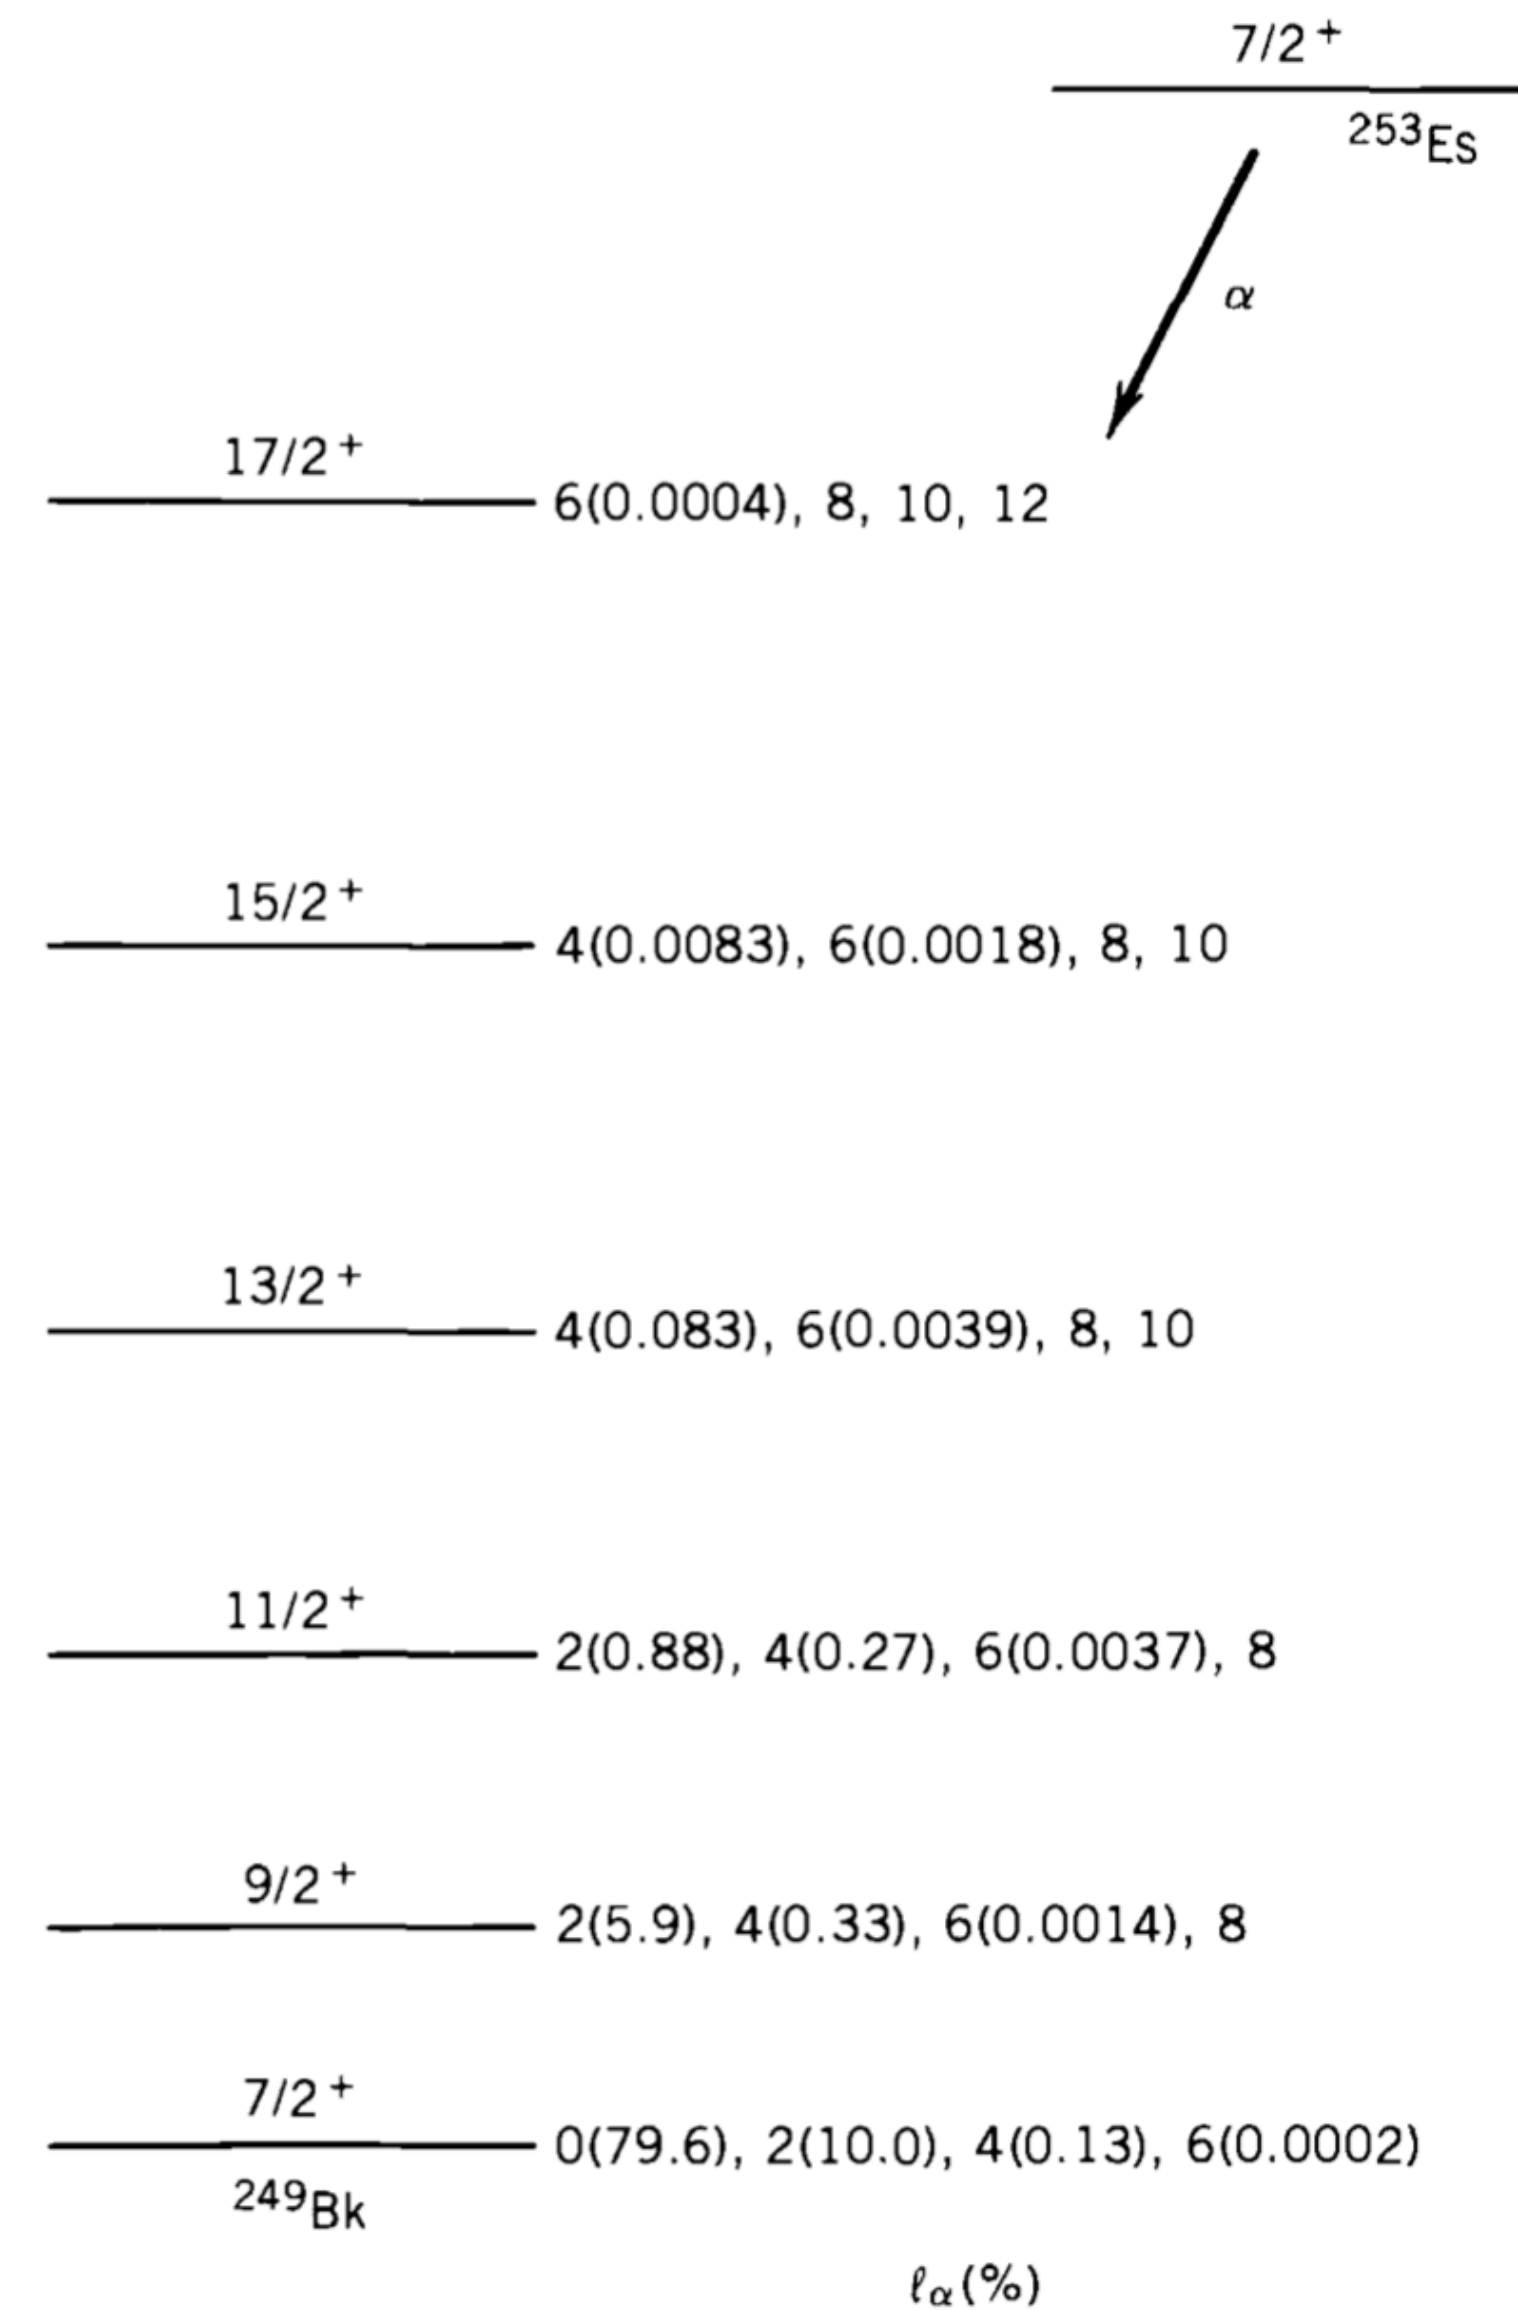 7/2⁺
²⁵³Es
α
17/2⁺
6(0.0004), 8, 10, 12
15/2⁺
4(0.0083), 6(0.0018), 8, 10
13/2⁺
4(0.083), 6(0.0039), 8, 10
11/2⁺
2(0.88), 4(0.27), 6(0.0037), 8
9/2⁺
2(5.9), 4(0.33), 6(0.0014), 8
7/2⁺
0(79.6), 2(10.0), 4(0.13), 6(0.0002)
²⁴⁹Bk
ℓα(%)